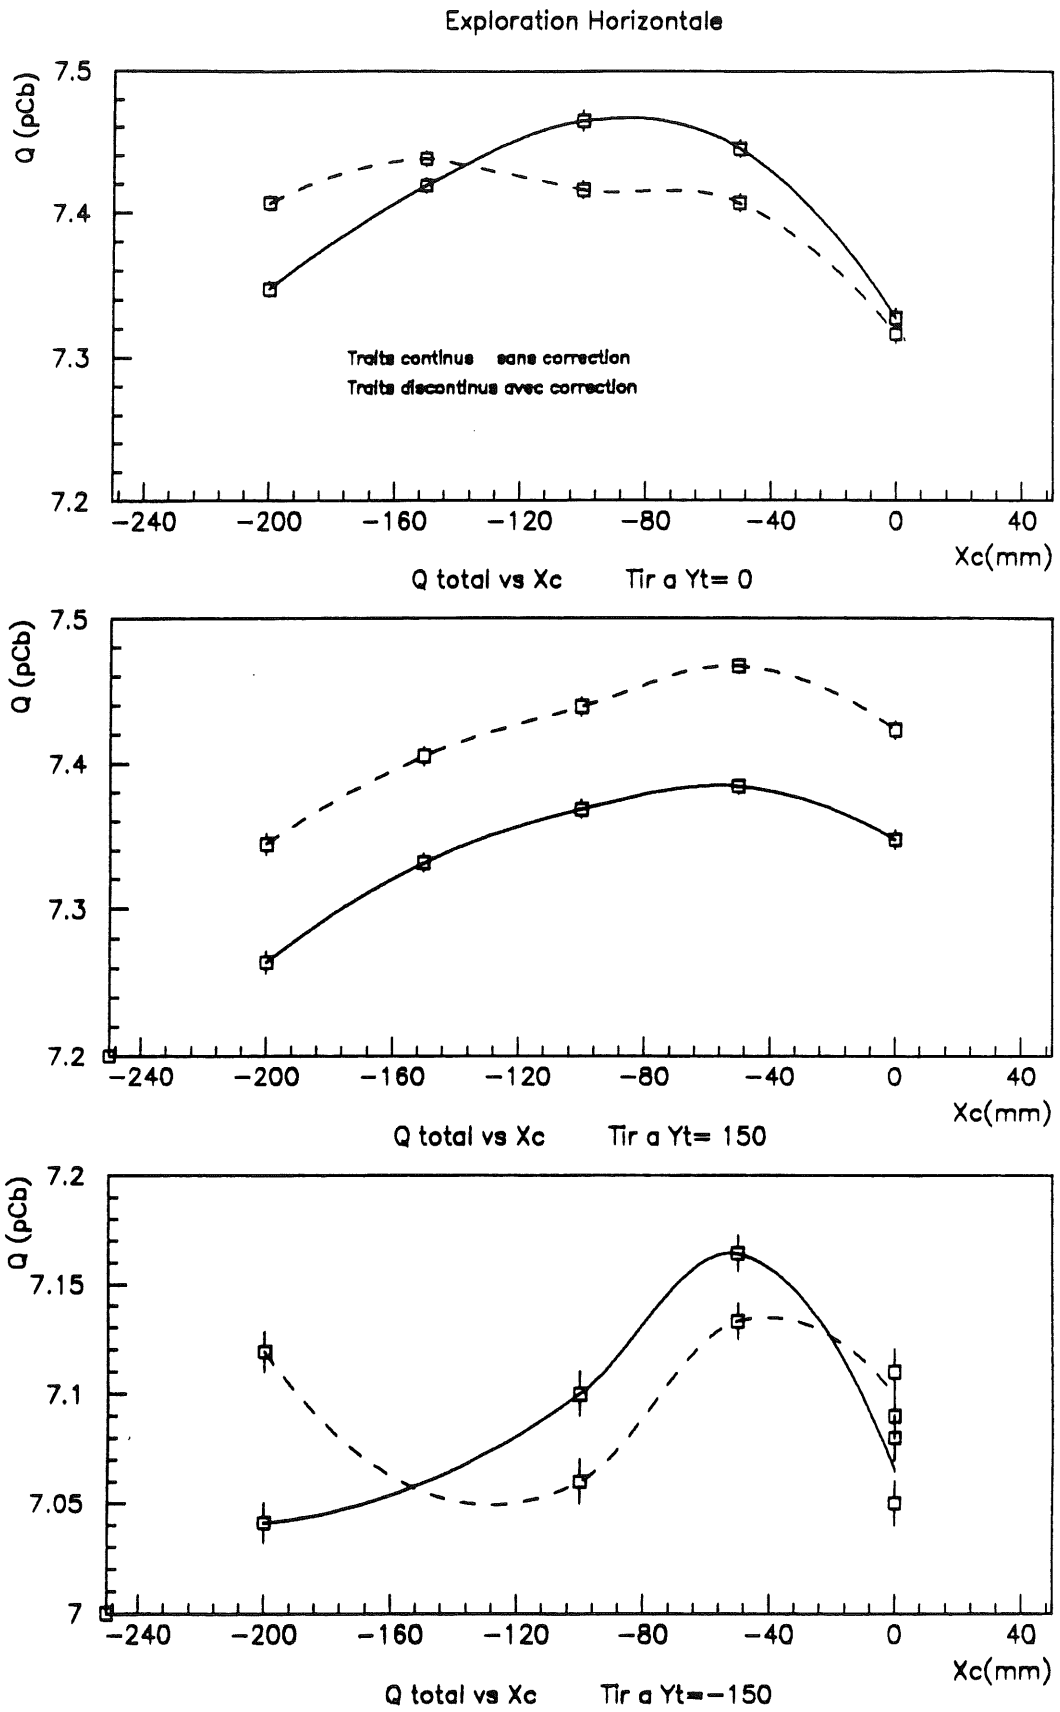 Exploration Horizontale
Q (pCb)
7.5
7.4
7.3
7.2
Traits continus sans correction
Traits discontinus avec correction
−240 −200 −160 −120 −80 −40 0 40
Xc(mm)
Q total vs Xc Tir a Yt= 0
Q (pCb)
7.5
7.4
7.3
7.2
−240 −200 −160 −120 −80 −40 0 40
Xc(mm)
Q total vs Xc Tir a Yt= 150
Q (pCb)
7.2
7.15
7.1
7.05
7
−240 −200 −160 −120 −80 −40 0 40
Xc(mm)
Q total vs Xc Tir a Yt=−150